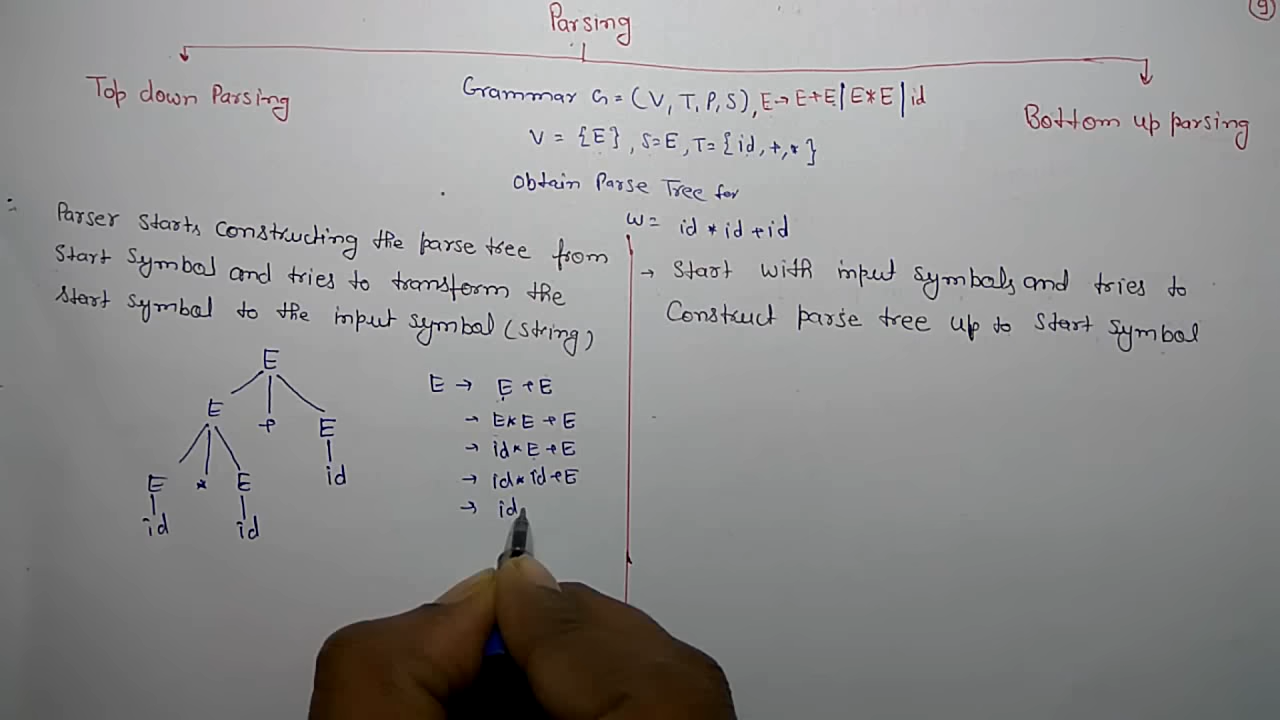 9
Parsing
Top down Parsing
Grammar G = (V, T, P, S), E → E+E | E*E | id
Bottom up parsing
V = {E}, S=E, T={id, +, *}
Obtain Parse Tree for
W= id * id + id
Parser starts constructing the parse tree from
Start Symbol and tries to transform the
Start symbol to the input symbol (String)
→ Start with input symbols and tries to
Construct parse tree up to start symbol
E
E + E
E * E id
id id
E → E + E
→ E * E + E
→ id * E + E
→ id * id + E
→ id